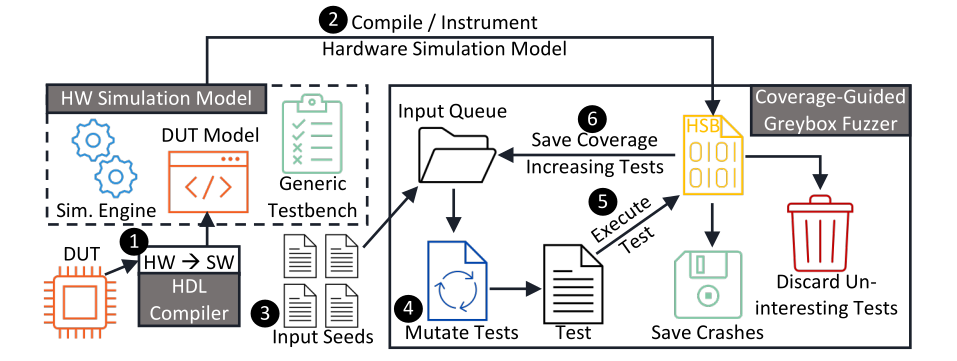 2 Compile / Instrument
Hardware Simulation Model
HW Simulation Model
DUT Model
Sim. Engine
Generic
Testbench
1
DUT
HW → SW
HDL
Compiler
3
Input Seeds
Coverage-Guided
Greybox Fuzzer
Input Queue
6
Save Coverage
Increasing Tests
HSB
0101
0101
5
Execute
Test
4
Mutate Tests
Test
Save Crashes
Discard Un-
interesting Tests